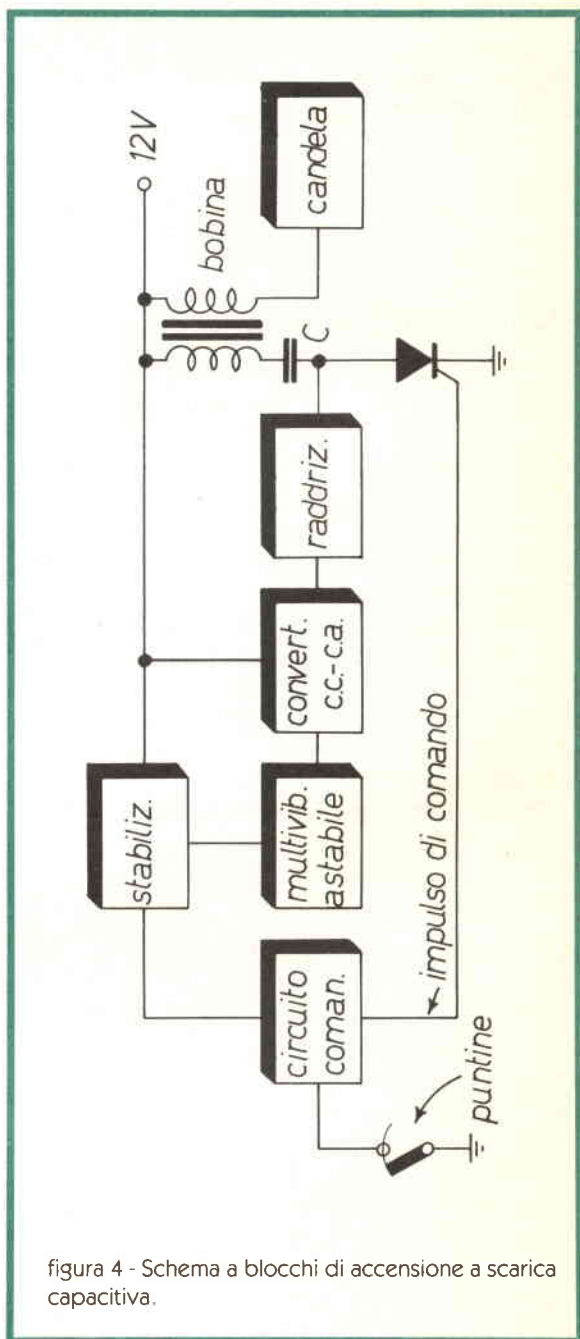 12V
bobina
candela
C
raddriz.
convert.
c.c.-c.a.
stabiliz.
multivib.
astabile
impulso di comando
circuito
coman.
puntine
figura 4 - Schema a blocchi di accensione a scarica
capacitiva.